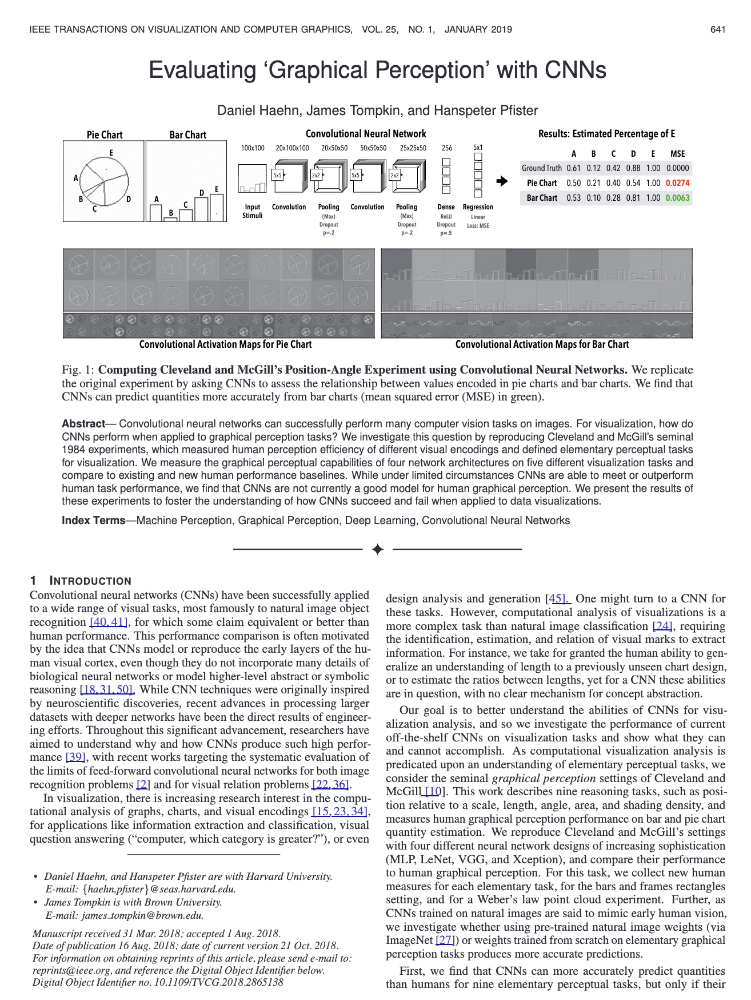 IEEE TRANSACTIONS ON VISUALIZATION AND COMPUTER GRAPHICS, VOL. 25, NO. 1, JANUARY 2019 641
Evaluating ‘Graphical Perception’ with CNNs
Daniel Haehn, James Tompkin, and Hanspeter Pfister
Pie Chart
E
A
B
C
D
Bar Chart
A
B
C
D
E
Convolutional Neural Network
100x100 20x100x100 20x50x50 50x50x50 25x25x50 256 5x1
5x5 2x2 5x5 2x2
Input Stimuli
Convolution
Pooling
(Max)
Dropout
p=.2
Convolution
Pooling
(Max)
Dropout
p=.2
Dense
ReLU
Dropout
p=.5
Regression
Linear
Loss: MSE
Results: Estimated Percentage of E
A B C D E MSE
Ground Truth 0.61 0.12 0.42 0.88 1.00 0.0000
Pie Chart 0.50 0.21 0.40 0.54 1.00 0.0274
Bar Chart 0.53 0.10 0.28 0.81 1.00 0.0063
Convolutional Activation Maps for Pie Chart
Convolutional Activation Maps for Bar Chart
Fig. 1: Computing Cleveland and McGill’s Position-Angle Experiment using Convolutional Neural Networks. We replicate
the original experiment by asking CNNs to assess the relationship between values encoded in pie charts and bar charts. We find that
CNNs can predict quantities more accurately from bar charts (mean squared error (MSE) in green).
Abstract— Convolutional neural networks can successfully perform many computer vision tasks on images. For visualization, how do
CNNs perform when applied to graphical perception tasks? We investigate this question by reproducing Cleveland and McGill’s seminal
1984 experiments, which measured human perception efficiency of different visual encodings and defined elementary perceptual tasks
for visualization. We measure the graphical perceptual capabilities of four network architectures on five different visualization tasks and
compare to existing and new human performance baselines. While under limited circumstances CNNs are able to meet or outperform
human task performance, we find that CNNs are not currently a good model for human graphical perception. We present the results of
these experiments to foster the understanding of how CNNs succeed and fail when applied to data visualizations.
Index Terms—Machine Perception, Graphical Perception, Deep Learning, Convolutional Neural Networks
1 INTRODUCTION
Convolutional neural networks (CNNs) have been successfully applied
to a wide range of visual tasks, most famously to natural image object
recognition [40, 41], for which some claim equivalent or better than
human performance. This performance comparison is often motivated
by the idea that CNNs model or reproduce the early layers of the hu-
man visual cortex, even though they do not incorporate many details of
biological neural networks or model higher-level abstract or symbolic
reasoning [18, 31, 50]. While CNN techniques were originally inspired
by neuroscientific discoveries, recent advances in processing larger
datasets with deeper networks have been the direct results of engineer-
ing efforts. Throughout this significant advancement, researchers have
aimed to understand why and how CNNs produce such high perfor-
mance [39], with recent works targeting the systematic evaluation of
the limits of feed-forward convolutional neural networks for both image
recognition problems [2] and for visual relation problems [22, 36].
In visualization, there is increasing research interest in the compu-
tational analysis of graphs, charts, and visual encodings [15, 23, 34],
for applications like information extraction and classification, visual
question answering (“computer, which category is greater?”), or even
• Daniel Haehn, and Hanspeter Pfister are with Harvard University.
E-mail: {haehn,pfister}@seas.harvard.edu.
• James Tompkin is with Brown University.
E-mail: james_tompkin@brown.edu.
Manuscript received 31 Mar. 2018; accepted 1 Aug. 2018.
Date of publication 16 Aug. 2018; date of current version 21 Oct. 2018.
For information on obtaining reprints of this article, please send e-mail to:
reprints@ieee.org, and reference the Digital Object Identifier below.
Digital Object Identifier no. 10.1109/TVCG.2018.2865138
design analysis and generation [45]. One might turn to a CNN for
these tasks. However, computational analysis of visualizations is a
more complex task than natural image classification [24], requiring
the identification, estimation, and relation of visual marks to extract
information. For instance, we take for granted the human ability to gen-
eralize an understanding of length to a previously unseen chart design,
or to estimate the ratios between lengths, yet for a CNN these abilities
are in question, with no clear mechanism for concept abstraction.
Our goal is to better understand the abilities of CNNs for visu-
alization analysis, and so we investigate the performance of current
off-the-shelf CNNs on visualization tasks and show what they can
and cannot accomplish. As computational visualization analysis is
predicated upon an understanding of elementary perceptual tasks, we
consider the seminal graphical perception settings of Cleveland and
McGill [10]. This work describes nine reasoning tasks, such as posi-
tion relative to a scale, length, angle, area, and shading density, and
measures human graphical perception performance on bar and pie chart
quantity estimation. We reproduce Cleveland and McGill’s settings
with four different neural network designs of increasing sophistication
(MLP, LeNet, VGG, and Xception), and compare their performance
to human graphical perception. For this task, we collect new human
measures for each elementary task, for the bars and frames rectangles
setting, and for a Weber’s law point cloud experiment. Further, as
CNNs trained on natural images are said to mimic early human vision,
we investigate whether using pre-trained natural image weights (via
ImageNet [27]) or weights trained from scratch on elementary graphical
perception tasks produces more accurate predictions.
First, we find that CNNs can more accurately predict quantities
than humans for nine elementary perceptual tasks, but only if their